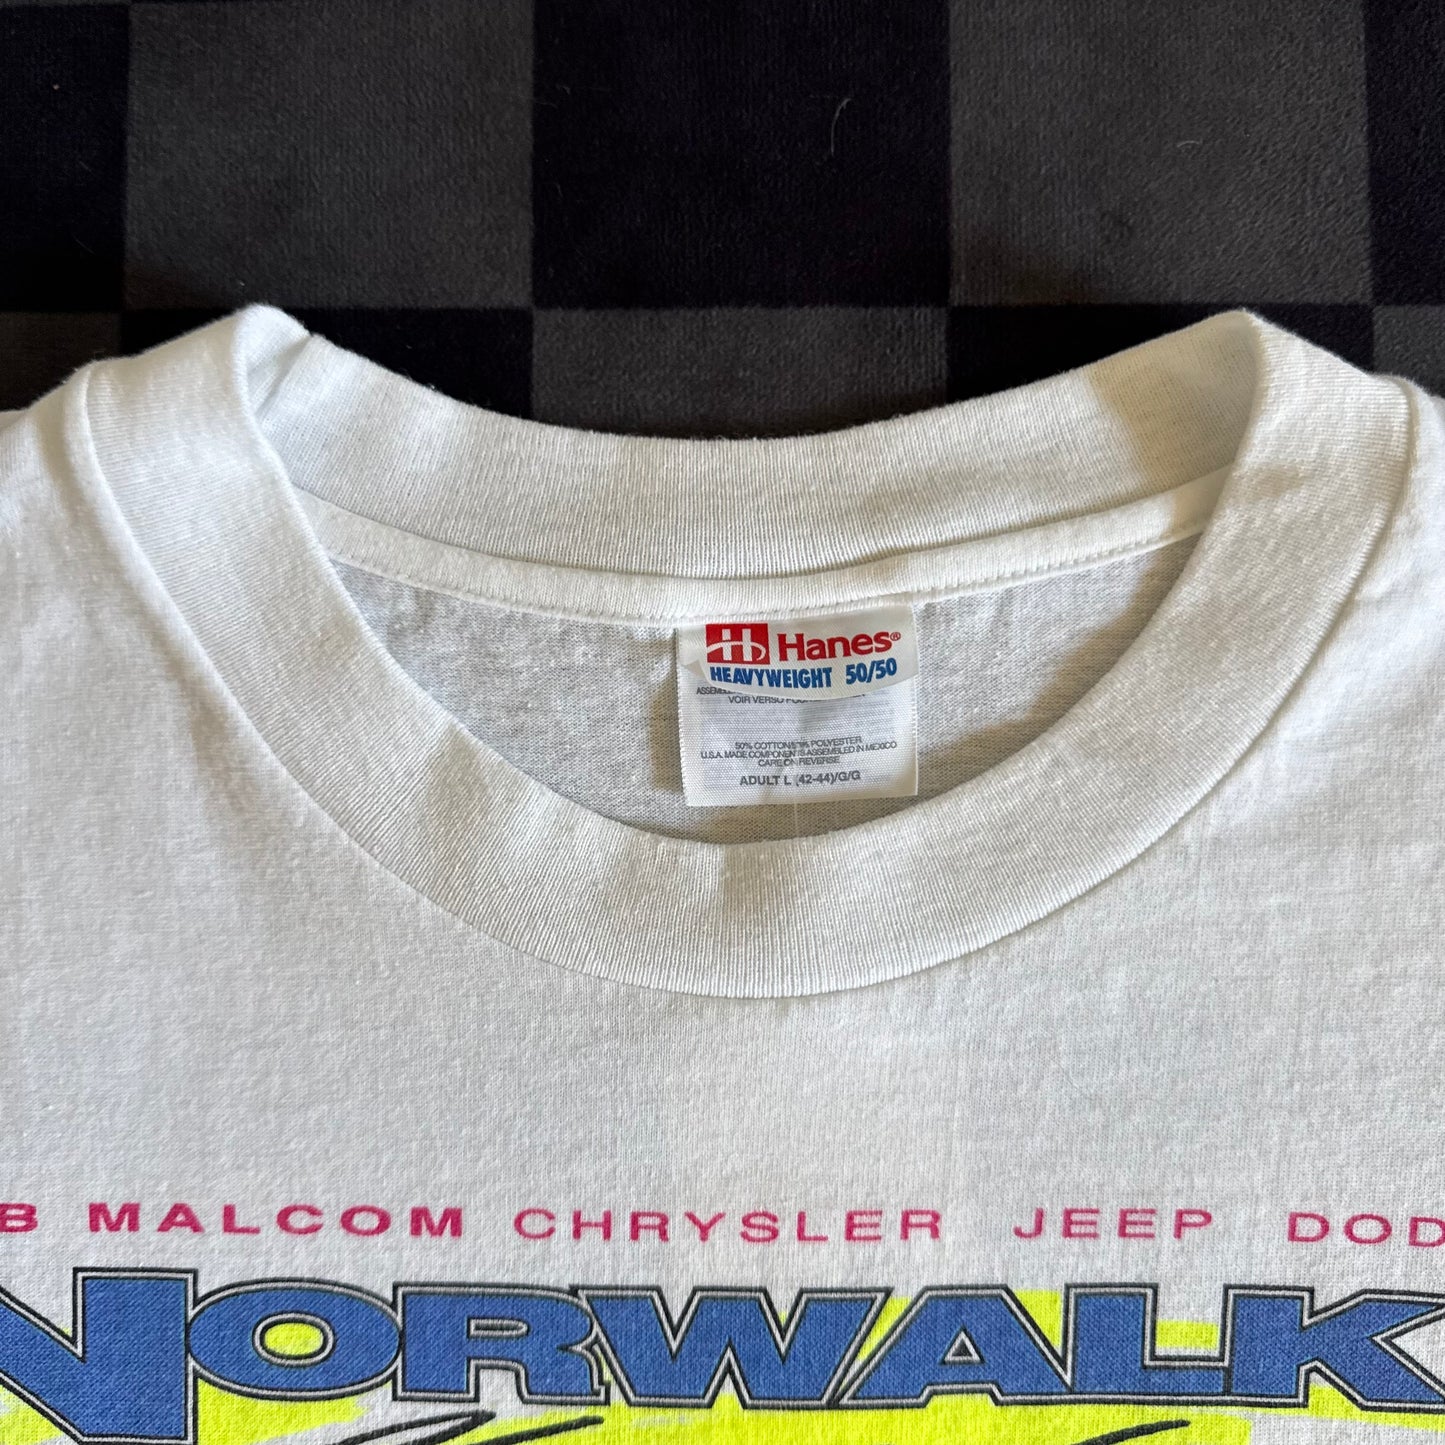 Hanes®
HEAVYWEIGHT 50/50
VOIR VERSO
50% COTTON 50% POLYESTER
U.S.A. MADE COMPONENTS ASSEMBLED IN MEXICO
CARE ON REVERSE
ADULT L (42-44)/G/G
B MALCOM CHRYSLER JEEP DOD
NORWALK